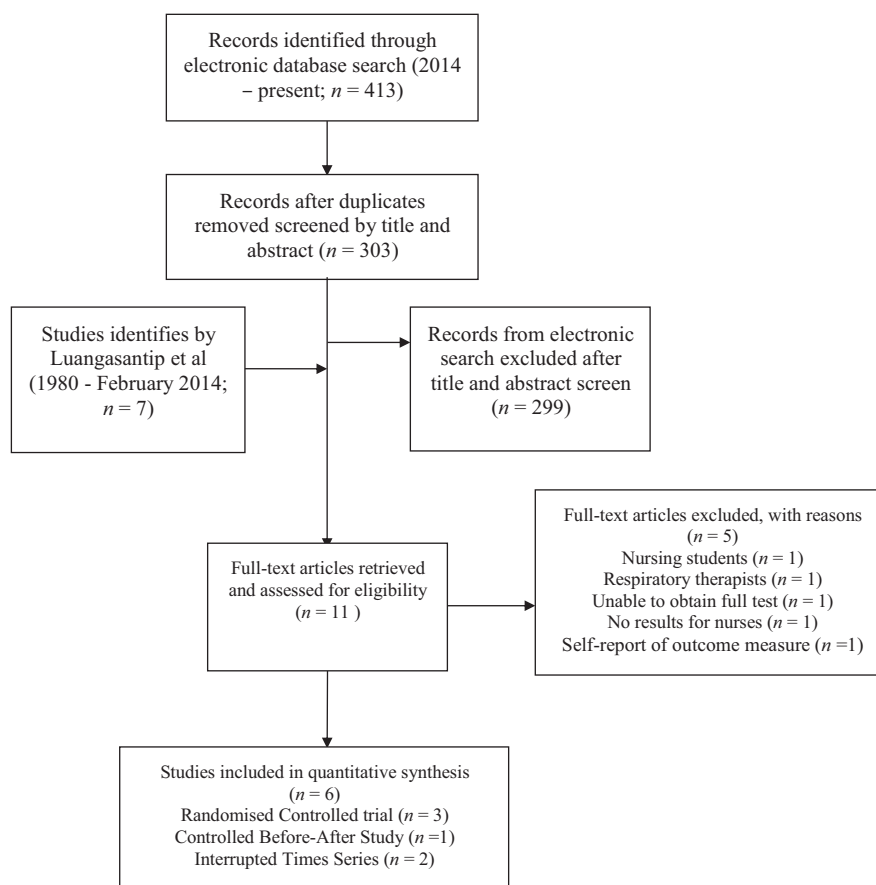 Records identified through
electronic database search (2014
– present; n = 413)
Records after duplicates
removed screened by title and
abstract (n = 303)
Studies identifies by
Luangasantip et al
(1980 - February 2014;
n = 7)
Records from electronic
search excluded after
title and abstract screen
(n = 299)
Full-text articles retrieved
and assessed for eligibility
(n = 11 )
Full-text articles excluded, with reasons
(n = 5)
Nursing students (n = 1)
Respiratory therapists (n = 1)
Unable to obtain full test (n = 1)
No results for nurses (n = 1)
Self-report of outcome measure (n =1)
Studies included in quantitative synthesis
(n = 6)
Randomised Controlled trial (n = 3)
Controlled Before-After Study (n =1)
Interrupted Times Series (n = 2)